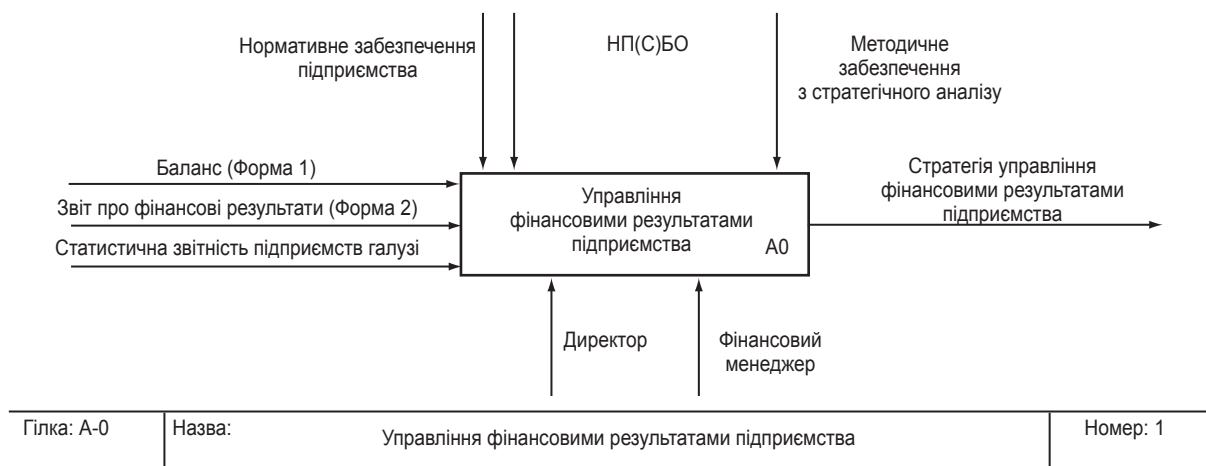 Нормативне забезпечення
підприємства
НП(С)БО
Методичне
забезпечення
з стратегічного аналізу
Баланс (Форма 1)
Звіт про фінансові результати (Форма 2)
Статистична звітність підприємств галузі
Управління
фінансовими результатами
підприємства
А0
Стратегія управління
фінансовими результатами
підприємства
Директор
Фінансовий
менеджер
Гілка: А-0
Назва:
Управління фінансовими результатами підприємства
Номер: 1